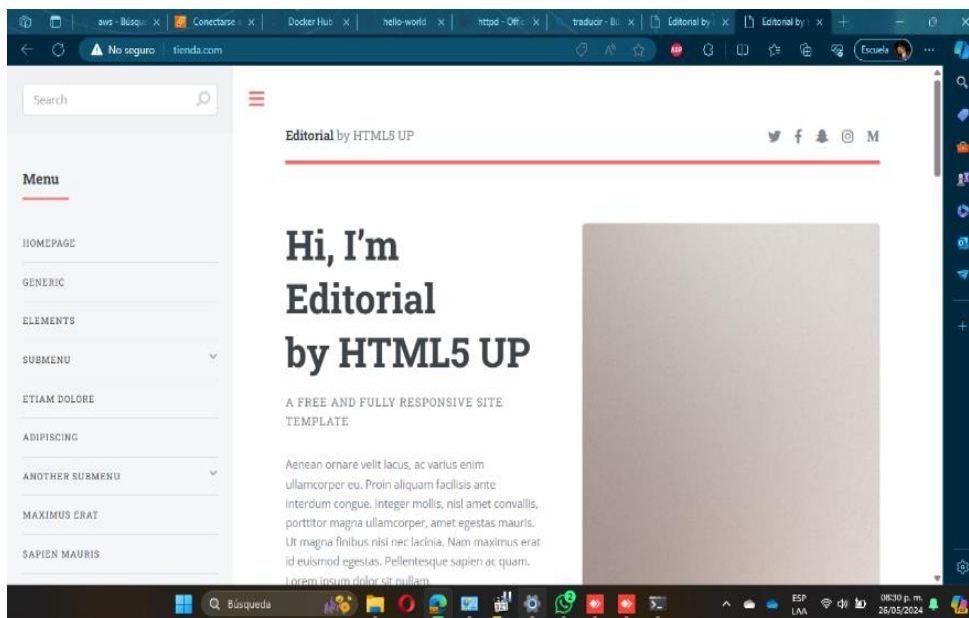 aws - Búsqu
Conectarse
Docker Hub
hello-world
httpd - Offic
traducir - Bú
Editorial by
Editorial by
No seguro
tienda.com
Escuela
Search
Menu
HOMEPAGE
GENERIC
ELEMENTS
SUBMENU
ETIAM DOLORE
ADIPISCING
ANOTHER SUBMENU
MAXIMUS ERAT
SAPIEN MAURIS
Editorial by HTML5 UP
Hi, I'm
Editorial
by HTML5 UP
A FREE AND FULLY RESPONSIVE SITE
TEMPLATE
Aenean ornare velit lacus, ac varius enim
ullamcorper eu. Proin aliquam facilisis ante
interdum congue. Integer mollis, nisl amet convallis,
porttitor magna ullamcorper, amet egestas mauris.
Ut magna finibus nisi nec lacinia. Nam maximus erat
id euismod egestas. Pellentesque sapien ac quam.
Lorem ipsum dolor sit nullam.
Búsqueda
ESP
LAA
08:30 p. m.
26/05/2024